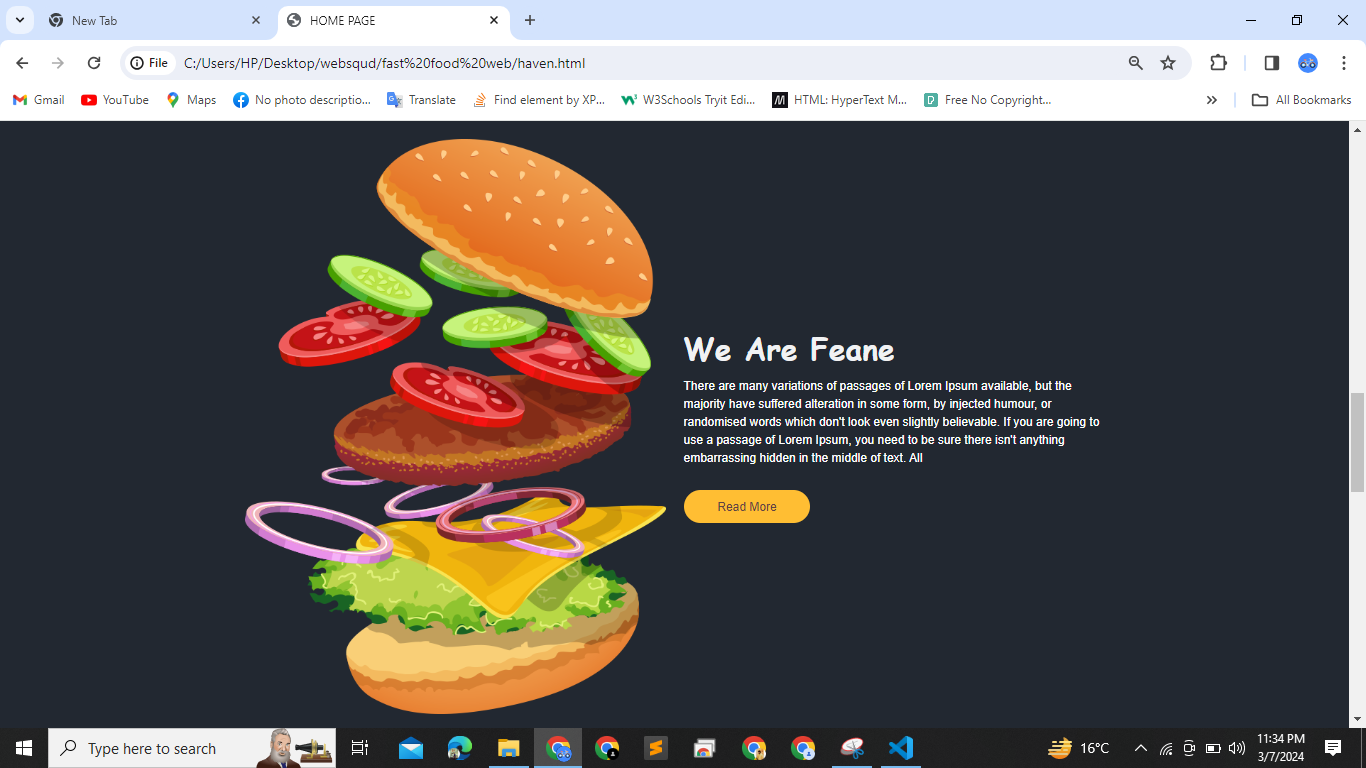 New Tab
HOME PAGE
File C:/Users/HP/Desktop/websqud/fast%20food%20web/haven.html
Gmail YouTube Maps No photo descriptio... Translate Find element by XP... W3Schools Tryit Edi... M HTML: HyperText M... D Free No Copyright... » All Bookmarks
We Are Feane
There are many variations of passages of Lorem Ipsum available, but the
majority have suffered alteration in some form, by injected humour, or
randomised words which don't look even slightly believable. If you are going to
use a passage of Lorem Ipsum, you need to be sure there isn't anything
embarrassing hidden in the middle of text. All
Read More
Type here to search
16°C
11:34 PM
3/7/2024